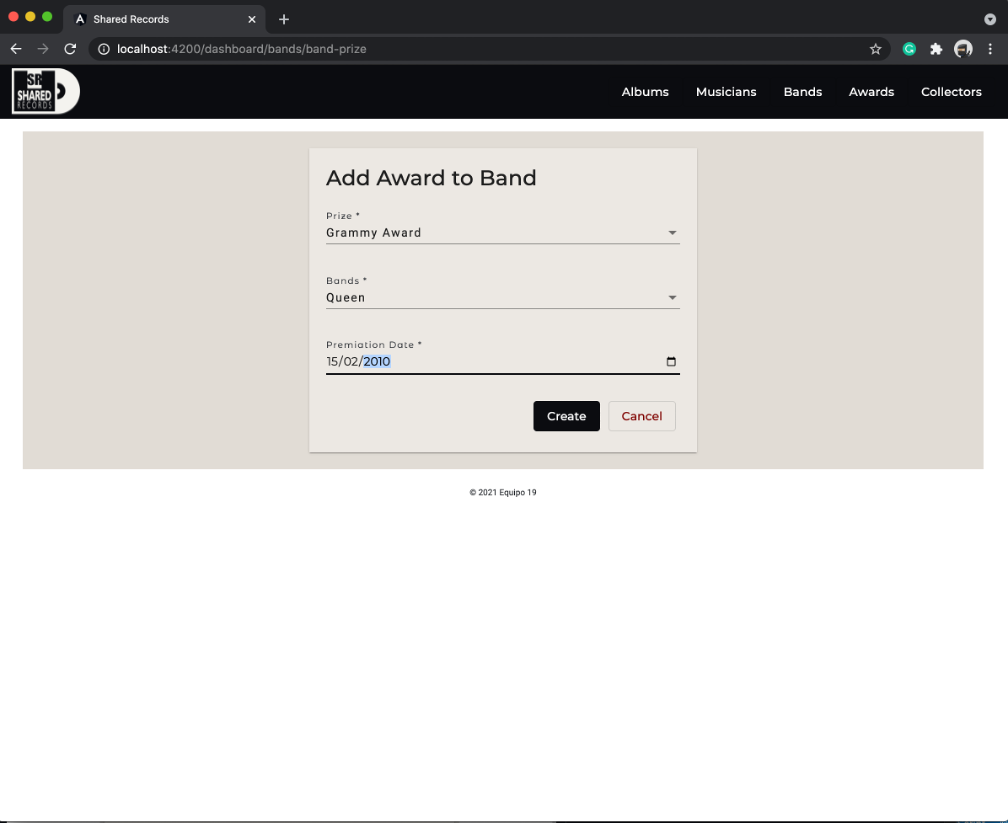 Shared Records
localhost:4200/dashboard/bands/band-prize
SR
SHARED
RECORDS
Albums Musicians Bands Awards Collectors
Add Award to Band
Prize *
Grammy Award
Bands *
Queen
Premiation Date *
15/02/2010
Create Cancel
© 2021 Equipo 19